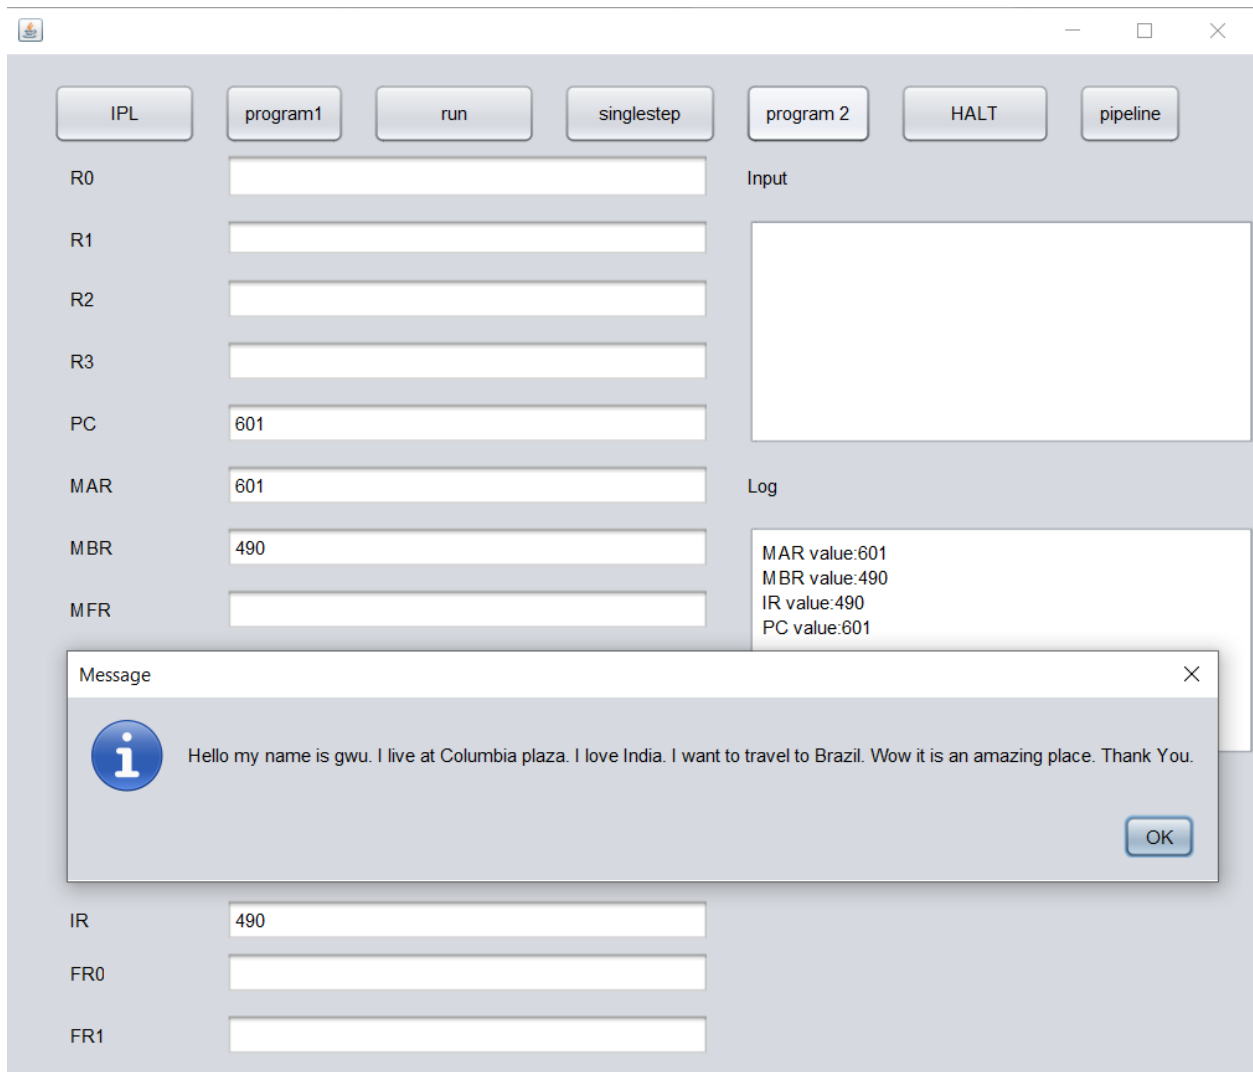 IPL program1 run singlestep program 2 HALT pipeline
R0
Input
R1
R2
R3
PC 601
MAR 601
Log
MBR 490
MAR value:601
MBR value:490
IR value:490
PC value:601
MFR
Message
Hello my name is gwu. I live at Columbia plaza. I love India. I want to travel to Brazil. Wow it is an amazing place. Thank You.
OK
IR 490
FR0
FR1